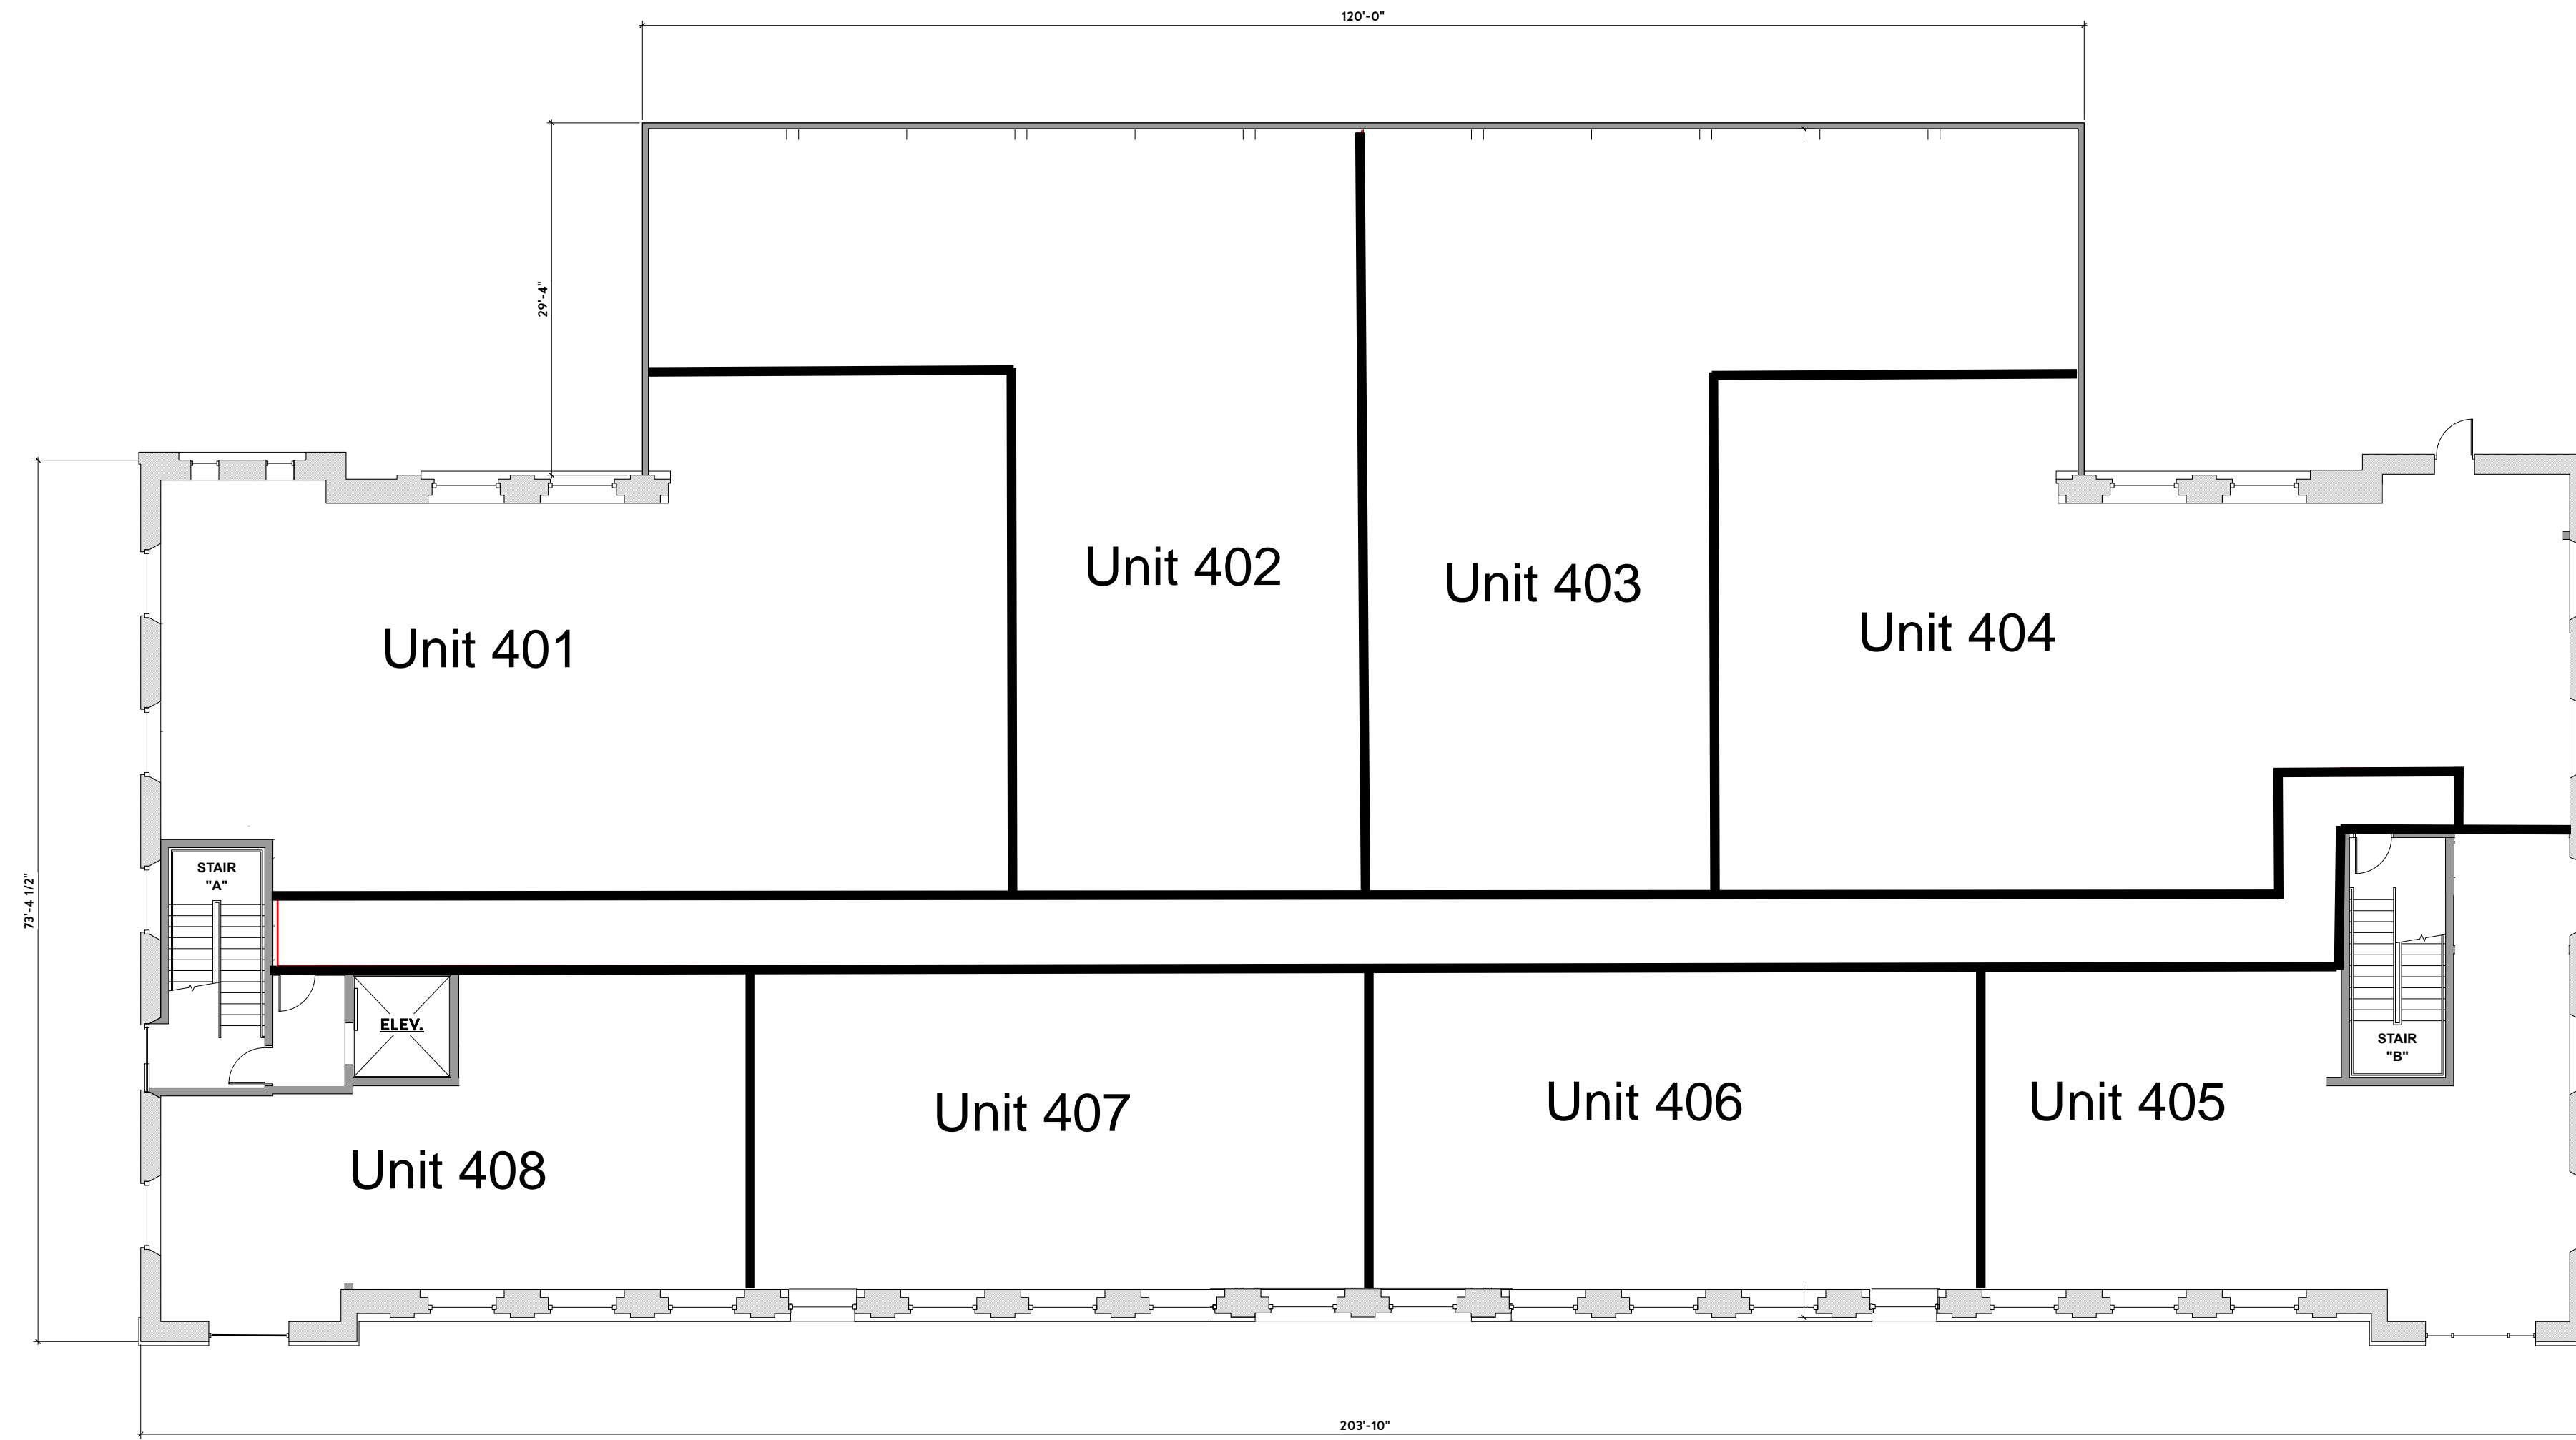 120'-0"
29'-4"
Unit 402
Unit 403
Unit 401
Unit 404
STAIR
"A"
73'-4 1/2"
ELEV.
STAIR
"B"
Unit 407
Unit 406
Unit 405
Unit 408
203'-10"